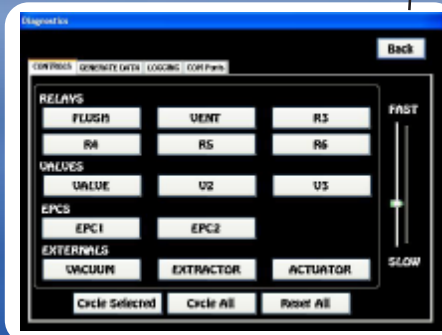 Diagnostics
Back
CONTROLS GENERATE DATA LOGGING COM Ports
RELAYS
FLUSH VENT R3
FAST
R4 R5 R6
VALVES
VALVE V2 V3
EPCS
EPC1 EPC2
EXTERNALS
VACUUM EXTRACTOR ACTUATOR
SLOW
Cycle Selected Cycle All Reset All